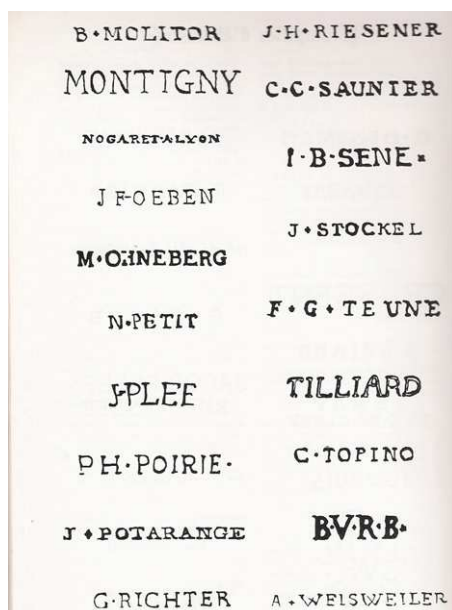 B•MOLITOR
MONTIGNY
NOGARET·A·LYON
J F·OEBEN
M•OHNEBERG
N•PETIT
J•PLEE
PH•POIRIE•
J•POTARANGE
G•RICHTER
J•H•RIESENER
C•C•SAUNIER
I•B•SENE▪
J•STOCKEL
F•G•TEUNE
TILLIARD
C•TOPINO
B•V•R•B•
A•WEISWEILER